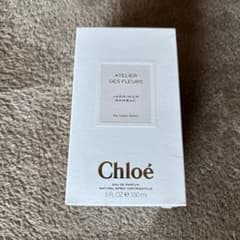 ATELIER
DES FLEURS
JASMINUM
SAMBAC
Chloé
EAU DE PARFUM
NATURAL SPRAY VAPORISATEUR
5 FL.OZ 150 ml